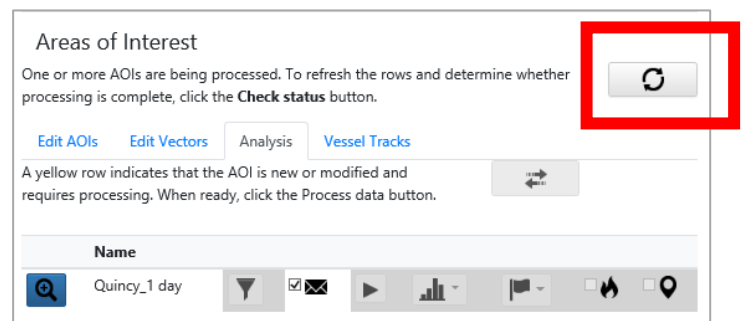 Areas of Interest
One or more AOIs are being processed. To refresh the rows and determine whether
processing is complete, click the Check status button.
Edit AOIs Edit Vectors Analysis Vessel Tracks
A yellow row indicates that the AOI is new or modified and
requires processing. When ready, click the Process data button.
Name
Quincy_1 day